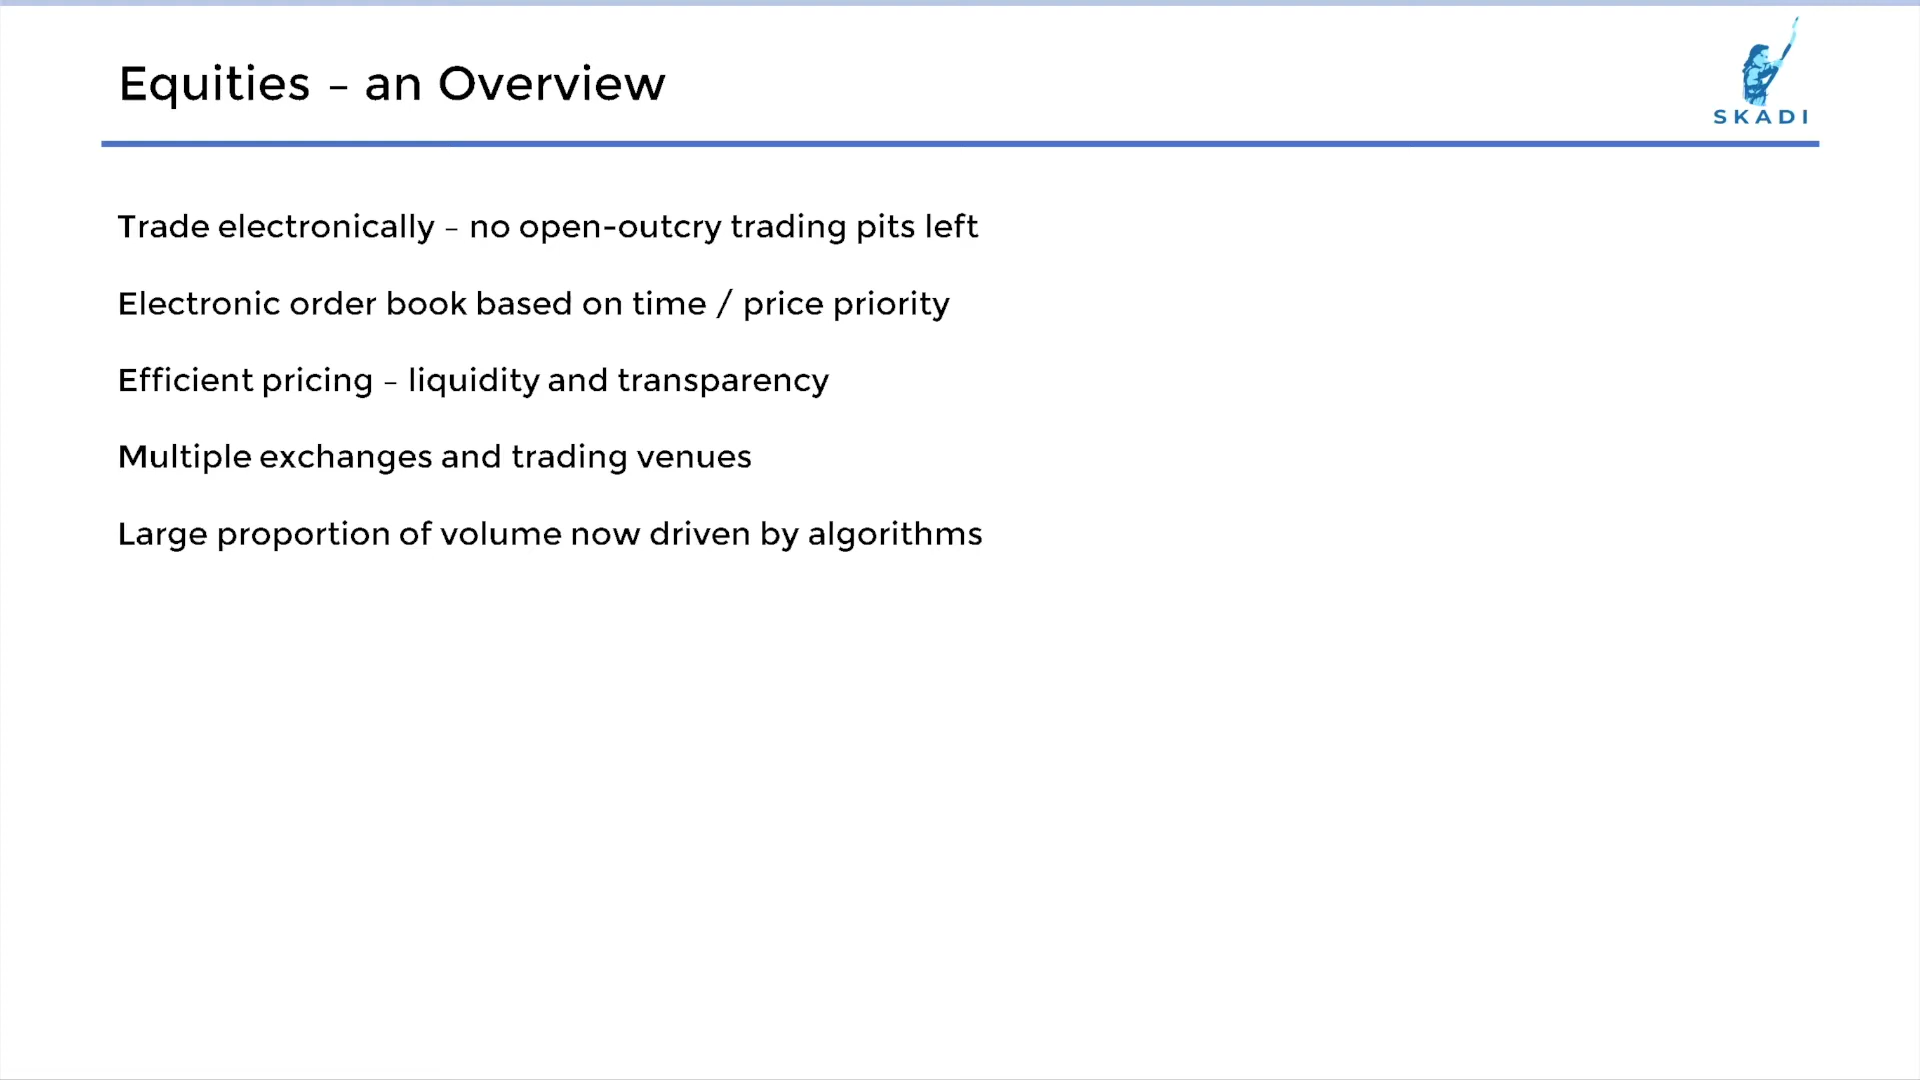 Equities – an Overview
SKADI
Trade electronically – no open-outcry trading pits left
Electronic order book based on time / price priority
Efficient pricing – liquidity and transparency
Multiple exchanges and trading venues
Large proportion of volume now driven by algorithms